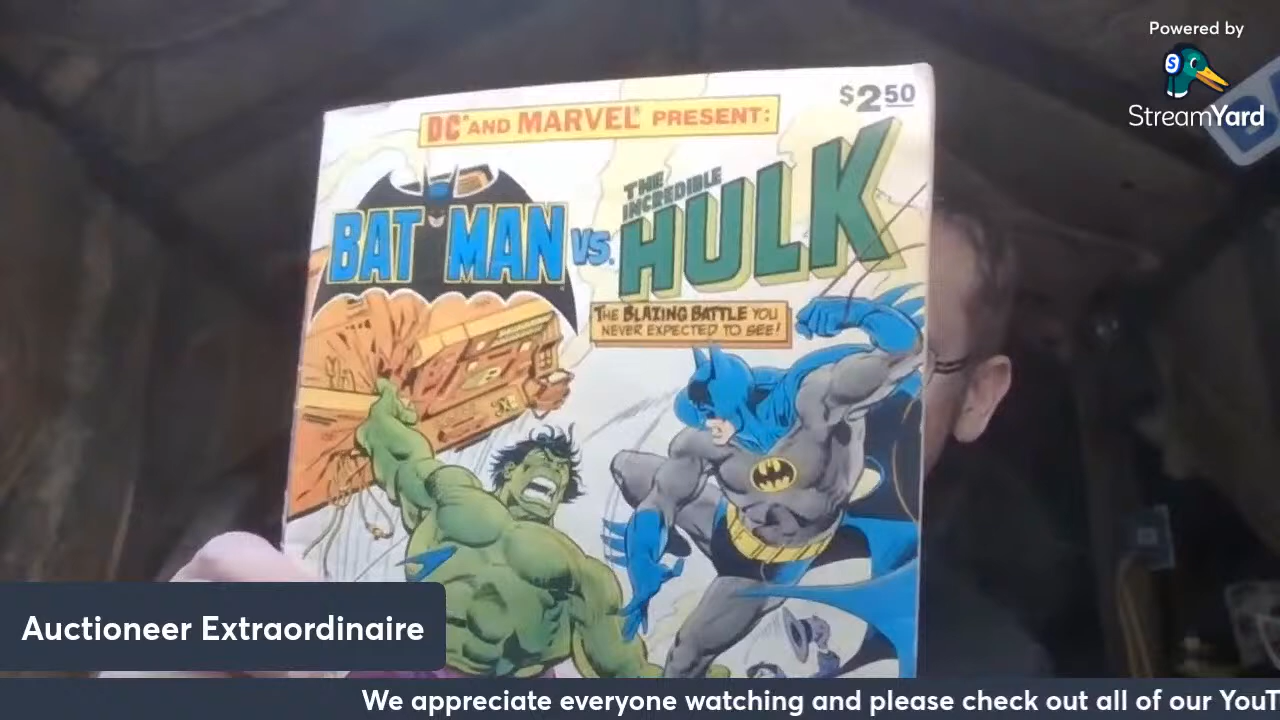 Powered by
StreamYard
$2.50
DC AND MARVEL PRESENT:
BATMAN VS. THE INCREDIBLE HULK
THE BLAZING BATTLE YOU
NEVER EXPECTED TO SEE!
Auctioneer Extraordinaire
We appreciate everyone watching and please check out all of our YouT